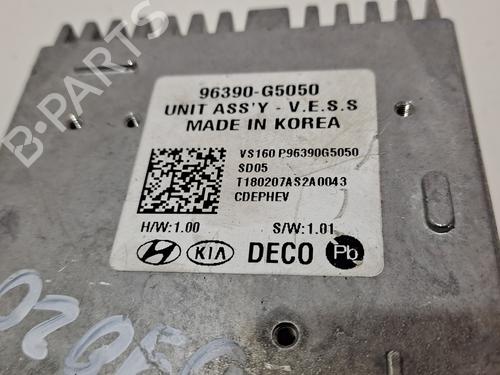 96390-G5050
UNIT ASS'Y - V.E.S.S
MADE IN KOREA
VS160 P96390G5050
SD05
T180207AS2A0043
CDEPHEV
H/W:1.00 S/W:1.01
KIA DECO Pb
B-PARTS